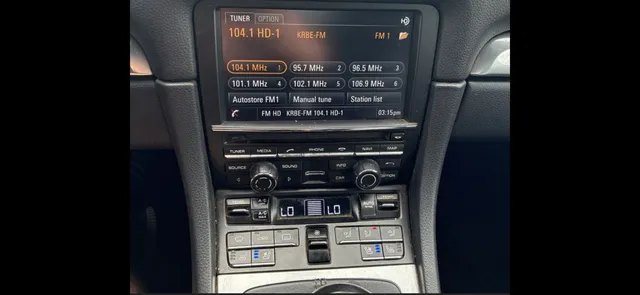 TUNER OPTION
104.1 HD-1 KRBE-FM FM 1
104.1 MHz 1 95.7 MHz 2 96.5 MHz 3
101.1 MHz 4 102.1 MHz 5 106.9 MHz 6
Autostore FM1 Manual tune Station list
FM HD KRBE-FM 104.1 HD-1 03:15pm
TUNER MEDIA PHONE NAVI MAP
SOURCE SOUND INFO
CAR
A/C
LO LO